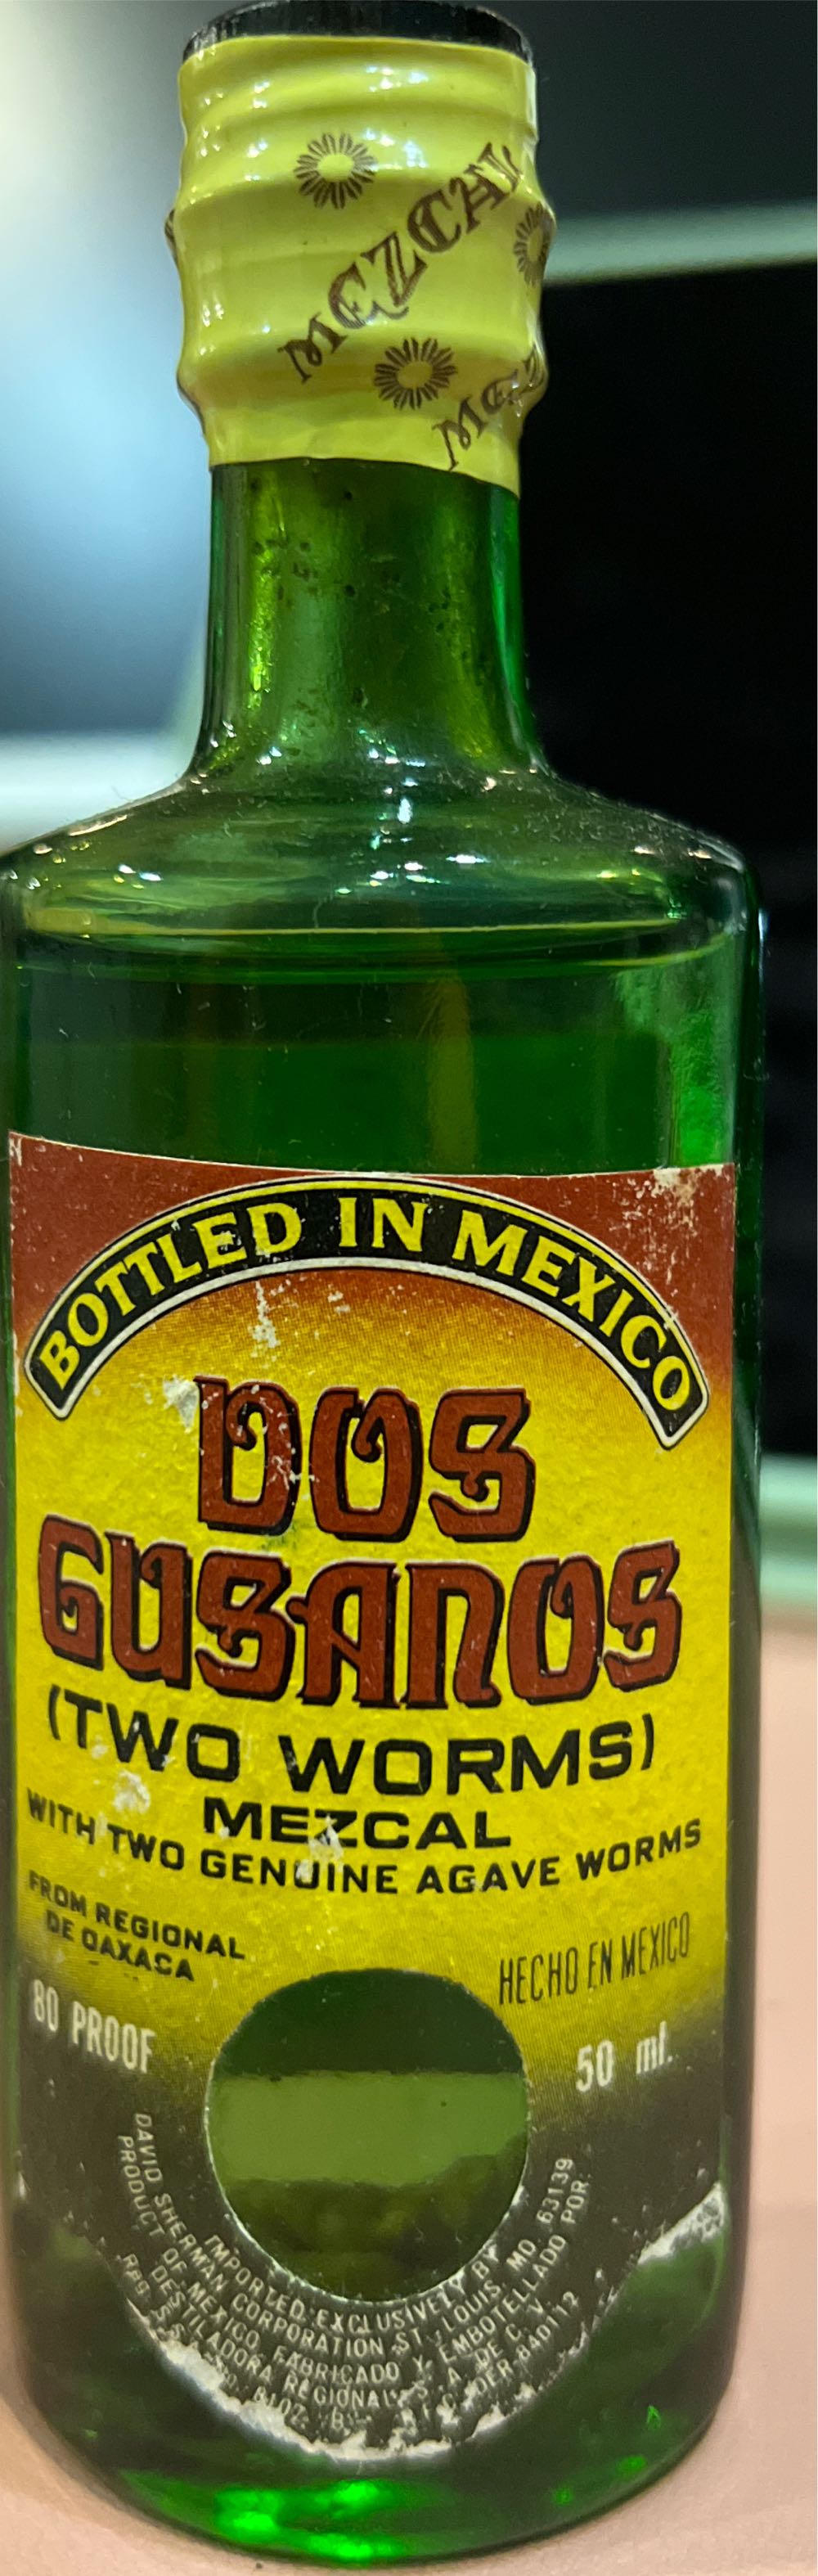 MEZCAL
BOTTLED IN MEXICO
DOS
GUSANOS
(TWO WORMS)
MEZCAL
WITH TWO GENUINE AGAVE WORMS
FROM REGIONAL
DE OAXACA
HECHO EN MEXICO
80 PROOF
50 ml.
IMPORTED EXCLUSIVELY BY
DAVID SHERMAN CORPORATION ST. LOUIS, MO. 63139
PRODUCT OF MEXICO, FABRICADO Y EMBOTELLADO POR:
DESTILADORA REGIONAL S. A. DE C. V.
REG. S.S.A.